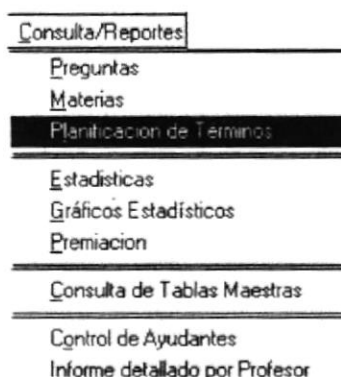 Consulta/Reportes
Preguntas
Materias
Planificacion de Términos
Estadisticas
Gráficos Estadísticos
Premiacion
Consulta de Tablas Maestras
Control de Ayudantes
Informe detallado por Profesor